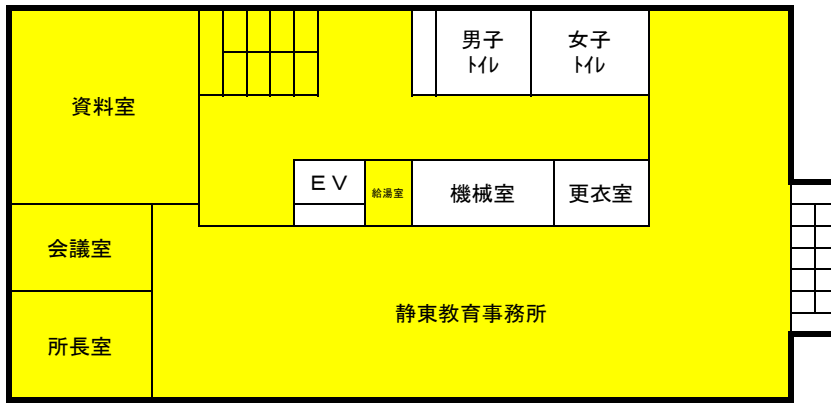 男子
ﾄｲﾚ
女子
ﾄｲﾚ
資料室
ＥＶ
給湯室
機械室
更衣室
会議室
静東教育事務所
所長室